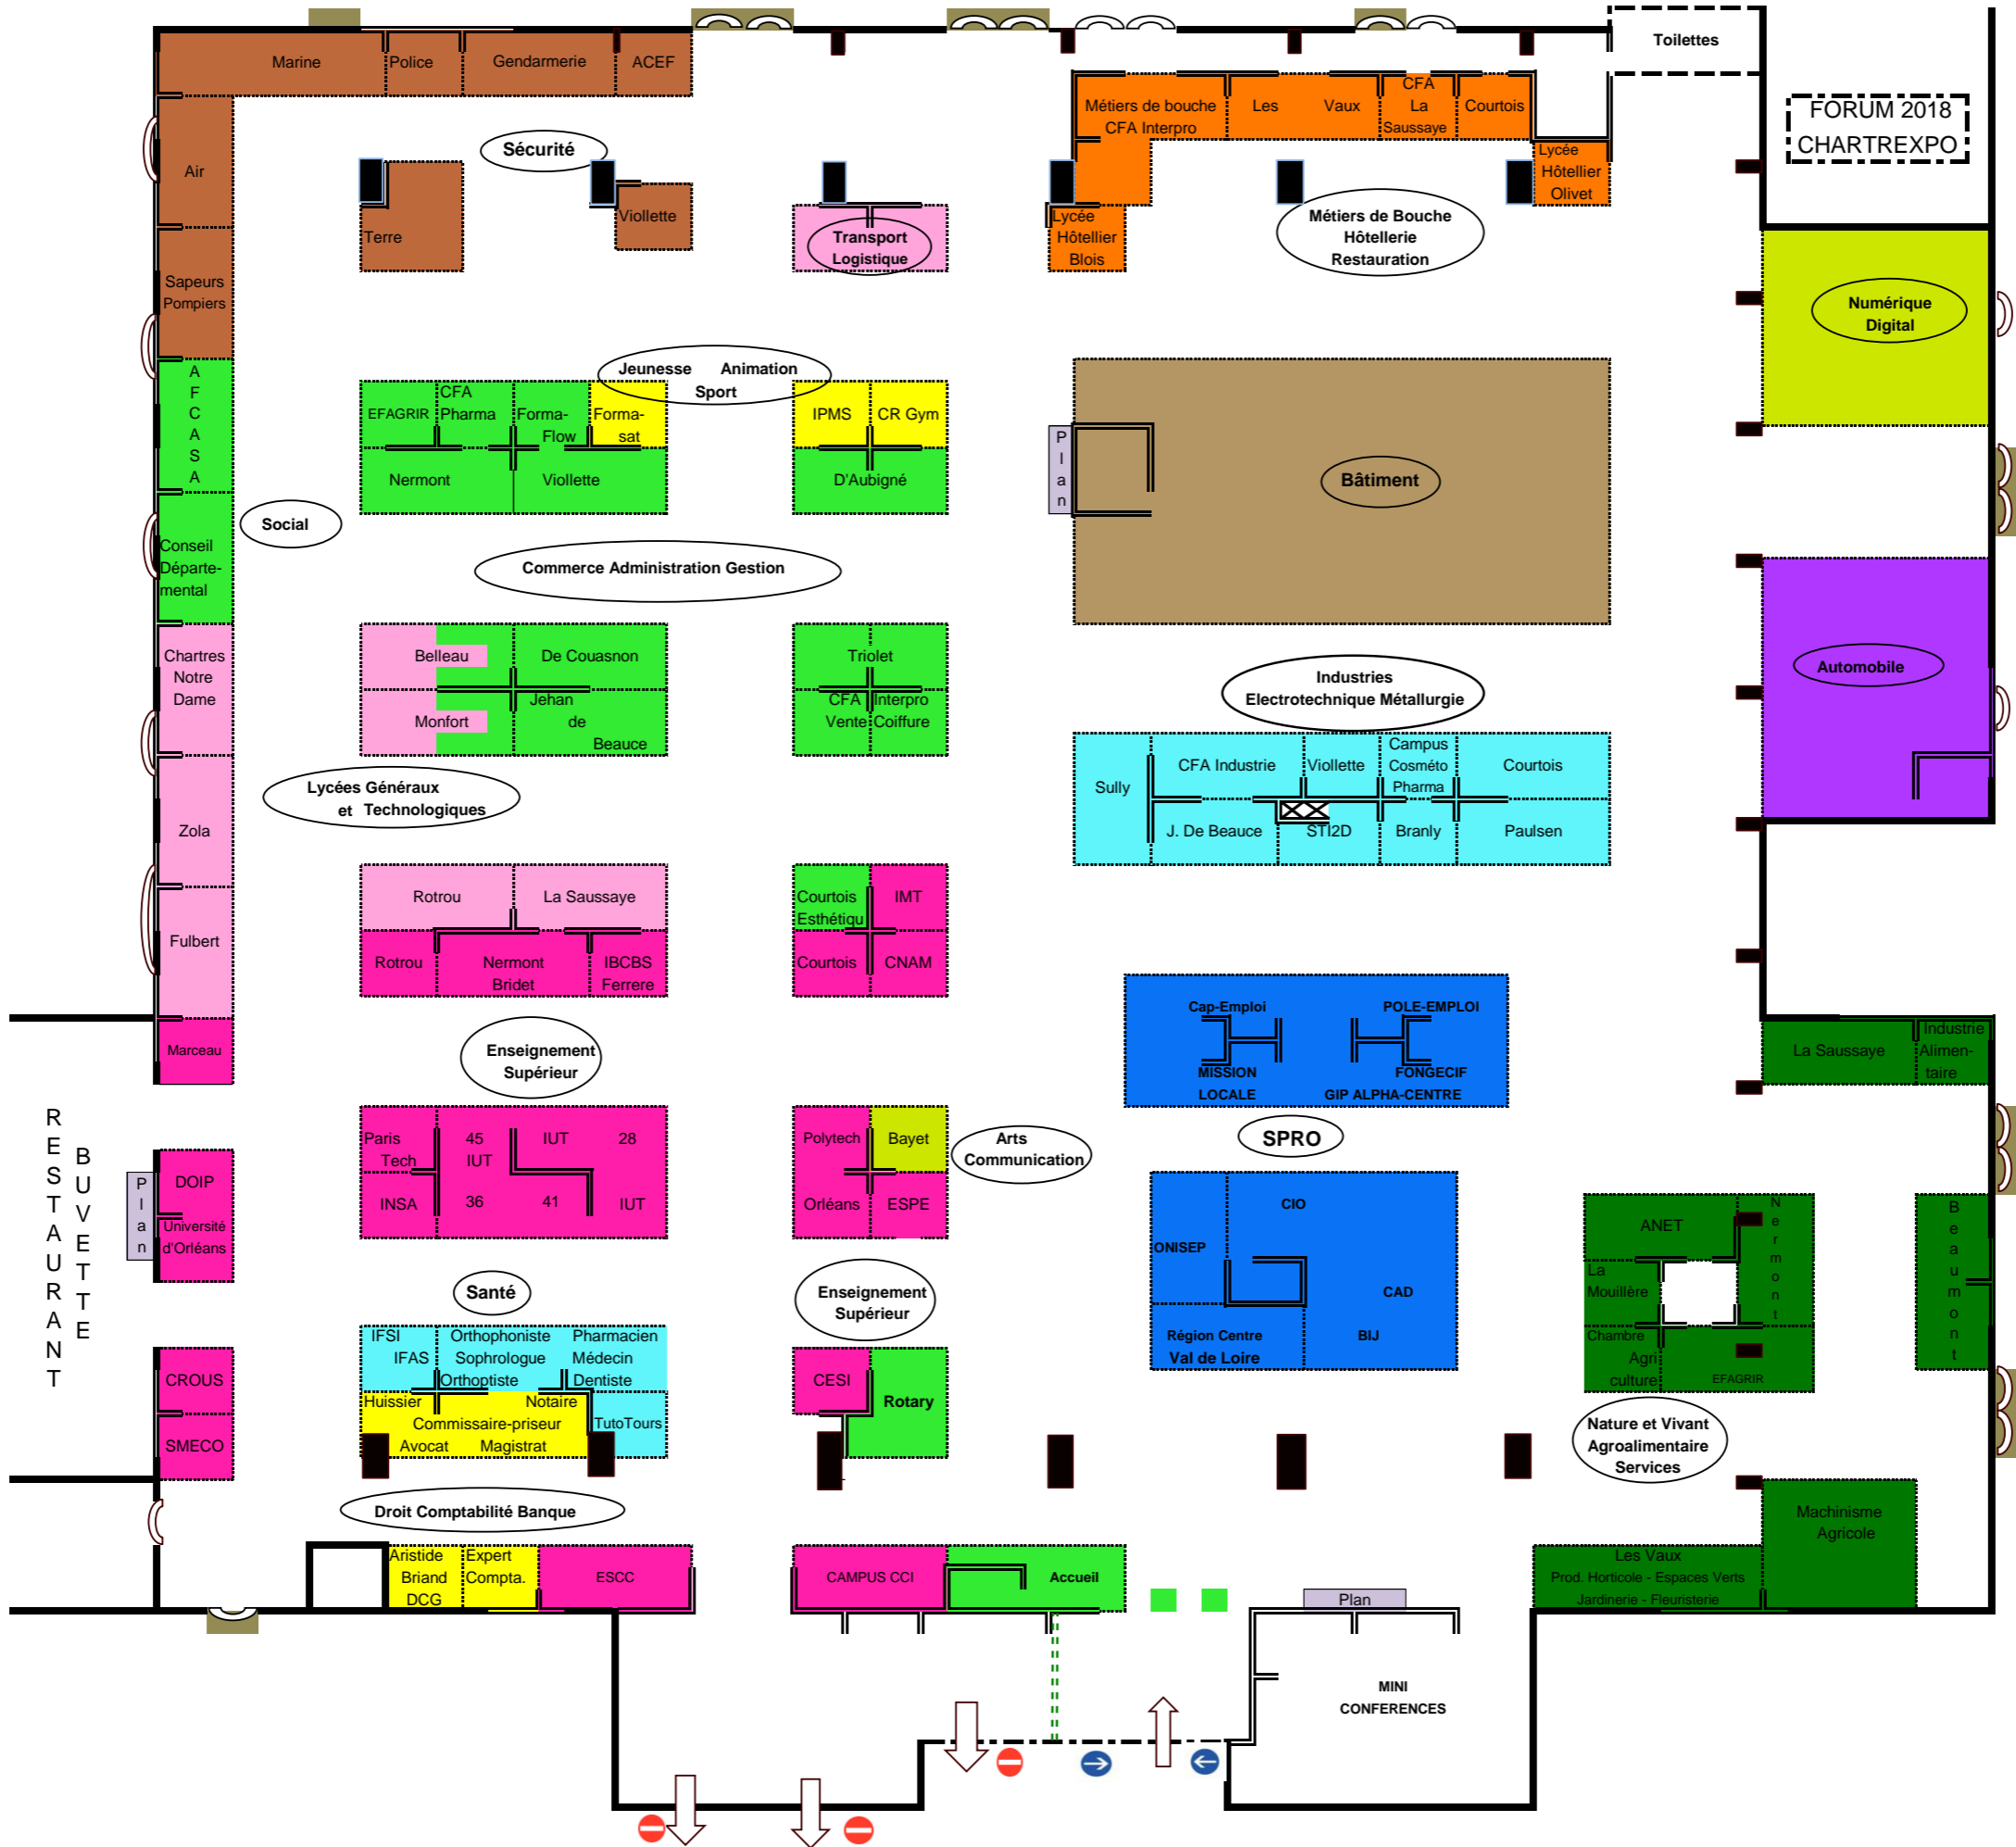 Toilettes
FORUM 2018
CHARTREXPO
Marine
Police
Gendarmerie
ACEF
Air
Sapeurs
Pompiers
Sécurité
Terre
Viollette
Transport
Logistique
Métiers de bouche
CFA Interpro
Les Vaux
CFA
La
Saussaye
Courtois
Lycée
Hôtellier
Olivet
Lycée
Hôtellier
Blois
Métiers de Bouche
Hôtellerie
Restauration
Numérique
Digital
A
F
C
A
S
A
Conseil
Départe-
mental
Social
Jeunesse Animation
Sport
EFAGRIR
CFA
Pharma
Forma-
Flow
Forma-
sat
Nermont
Viollette
IPMS
CR Gym
D'Aubigné
Plan
Bâtiment
Commerce Administration Gestion
Automobile
Chartres
Notre
Dame
Zola
Fulbert
Marceau
Belleau
De Couasnon
Monfort
Jehan
de
Beauce
Triolet
CFA Interpro
Vente Coiffure
Industries
Electrotechnique Métallurgie
Sully
CFA Industrie
Viollette
Campus
Cosméto
Pharma
Courtois
J. De Beauce
STI2D
Branly
Paulsen
Lycées Généraux
et Technologiques
Rotrou
La Saussaye
Rotrou
Nermont
Bridet
IBCBS
Ferrere
Courtois
Esthétiqu
IMT
Courtois
CNAM
Enseignement
Supérieur
Cap-Emploi
POLE-EMPLOI
MISSION
LOCALE
FONGECIF
GIP ALPHA-CENTRE
SPRO
La Saussaye
Industrie
Alimen-
taire
RESTAURANT
BUVETTE
Plan
DOIP
Université
d'Orléans
CROUS
SMECO
Paris
Tech
45
IUT
IUT 28
INSA
36
41
IUT
Polytech
Bayet
Orléans
ESPE
Arts
Communication
Santé
Enseignement
Supérieur
ONISEP
CIO
CAD
Région Centre
Val de Loire
BIJ
ANET
Nermont
La
Mouillère
Chambre
Agri
culture
EFAGRIR
Beaumont
Nature et Vivant
Agroalimentaire
Services
IFSI
IFAS
Orthophoniste
Sophrologue
Orthoptiste
Pharmacien
Médecin
Dentiste
Huissier
Notaire
Commissaire-priseur
Avocat Magistrat
TutoTours
CESI
Rotary
Droit Comptabilité Banque
Aristide
Briand
DCG
Expert
Compta.
ESCC
CAMPUS CCI
Accueil
Plan
MINI
CONFERENCES
Machinisme
Agricole
Les Vaux
Prod. Horticole - Espaces Verts
Jardinerie - Fleuristerie